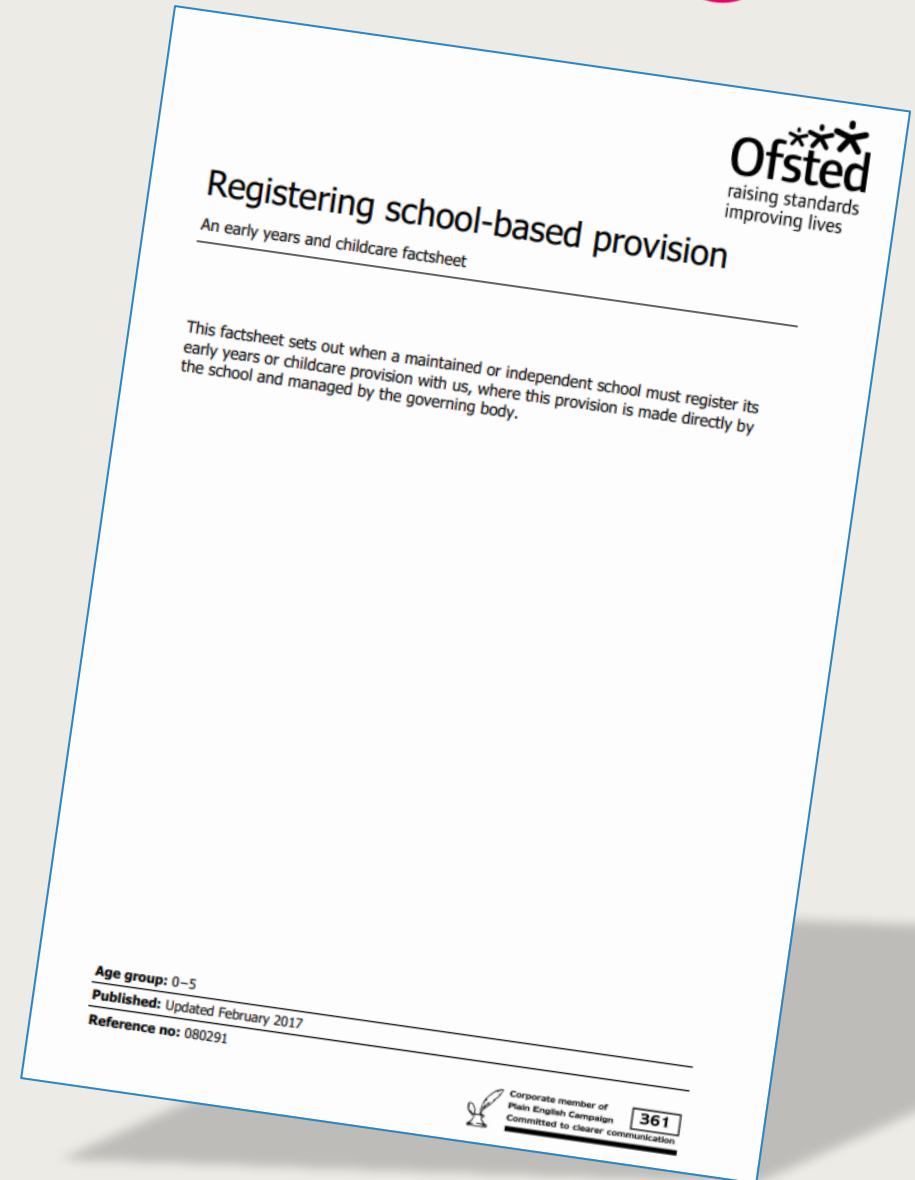 Ofsted
raising standards
improving lives
Registering school-based provision
An early years and childcare factsheet
This factsheet sets out when a maintained or independent school must register its
early years or childcare provision with us, where this provision is made directly by
the school and managed by the governing body.
Age group: 0–5
Published: Updated February 2017
Reference no: 080291
Corporate member of
Plain English Campaign
Committed to clearer communication
361